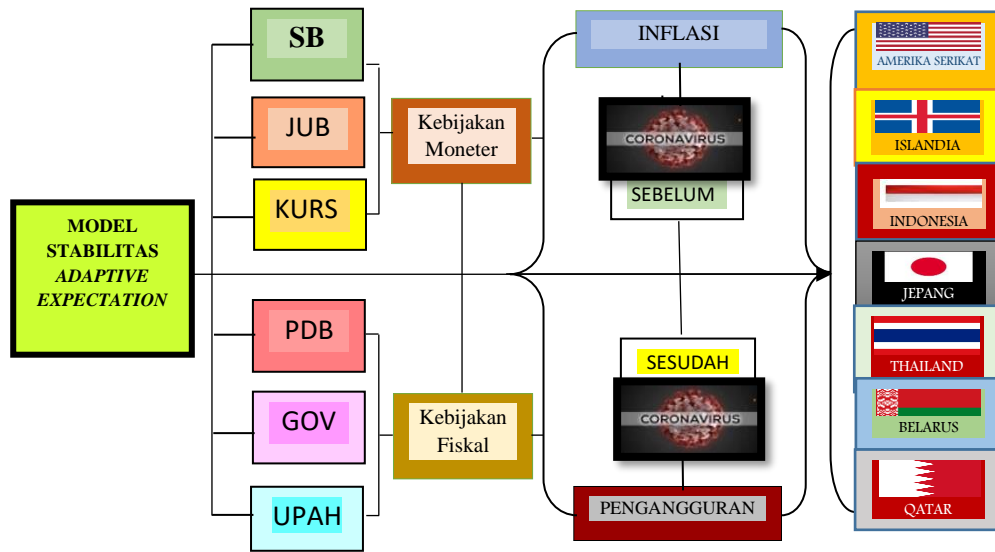 MODEL
STABILITAS
ADAPTIVE
EXPECTATION
SB
JUB
KURS
PDB
GOV
UPAH
Kebijakan
Moneter
Kebijakan
Fiskal
INFLASI
CORONAVIRUS
SEBELUM
SESUDAH
CORONAVIRUS
PENGANGGURAN
AMERIKA SERIKAT
ISLANDIA
INDONESIA
JEPANG
THAILAND
BELARUS
QATAR